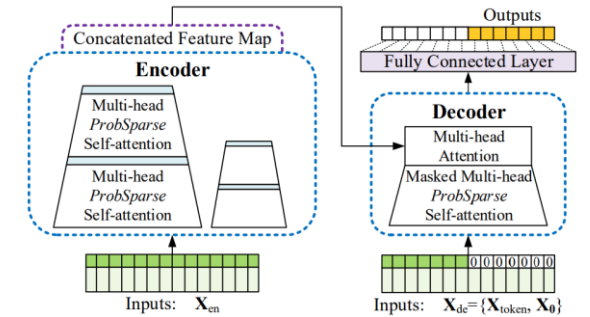 Concatenated Feature Map
Encoder
Multi-head
ProbSparse
Self-attention
Multi-head
ProbSparse
Self-attention
Inputs: Xen
Outputs
Fully Connected Layer
Decoder
Multi-head
Attention
Masked Multi-head
ProbSparse
Self-attention
0 0 0 0 0 0 0
Inputs: Xde={Xtoken, X0}